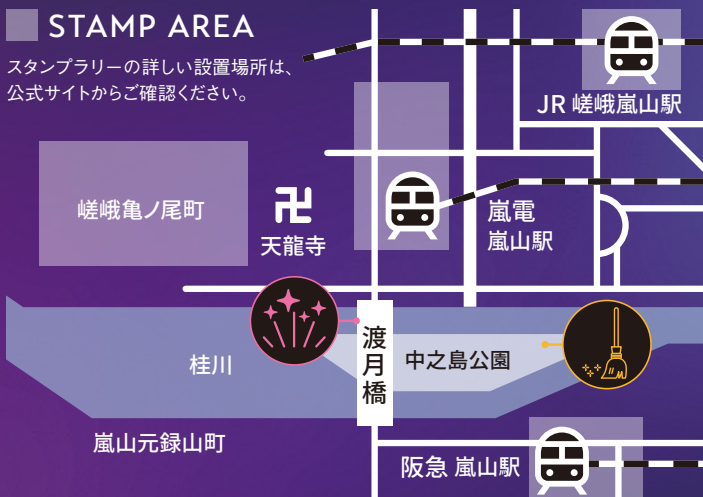 STAMP AREA
スタンプラリーの詳しい設置場所は、
公式サイトからご確認ください。
JR 嵯峨嵐山駅
嵯峨亀ノ尾町
卍
天龍寺
嵐電
嵐山駅
渡月橋
中之島公園
桂川
嵐山元録山町
阪急 嵐山駅